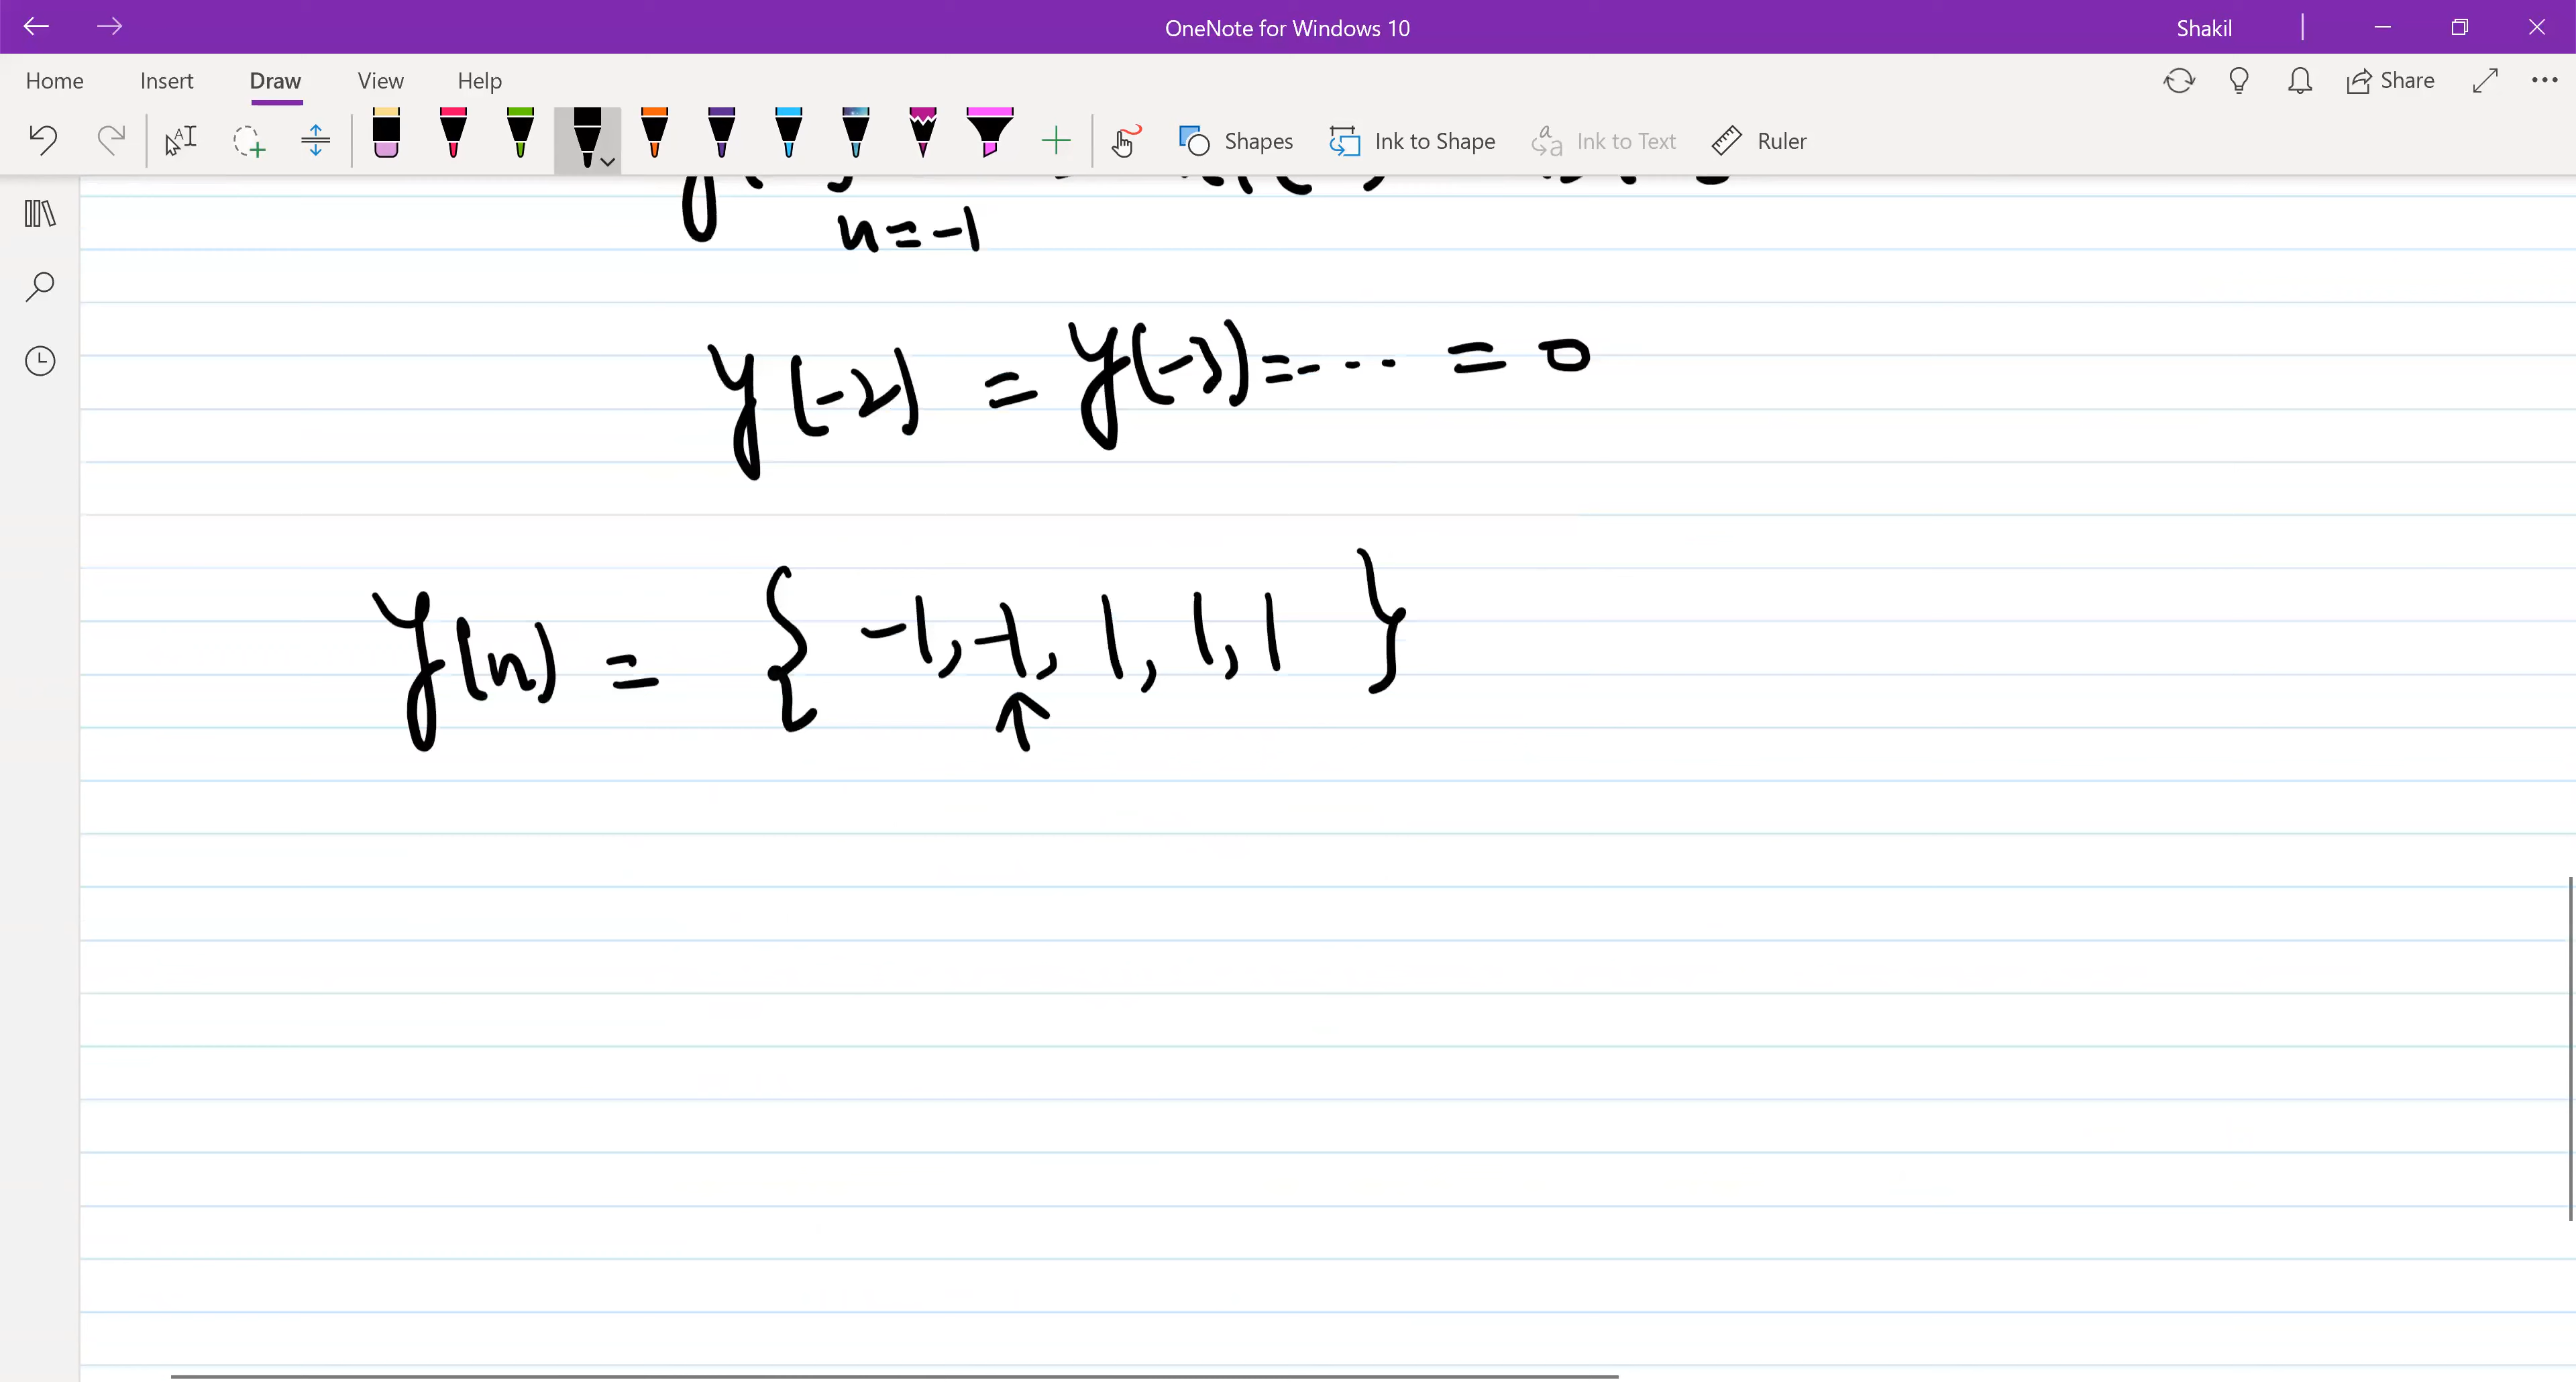 OneNote for Windows 10 Shakil
Home Insert Draw View Help Share
Shapes Ink to Shape Ink to Text Ruler
n=-1
y(-2) = y(-3)=-... = 0
y(n) = { -1, -1, 1, 1, 1 }
↑